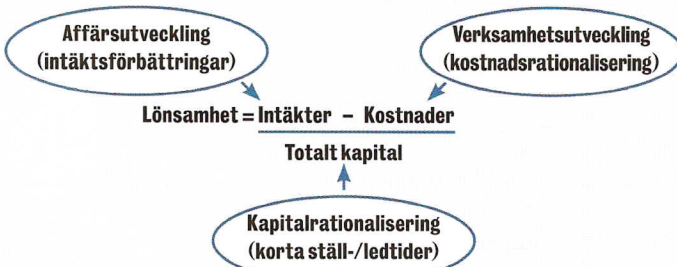 Affärsutveckling
(intäktsförbättringar)
Verksamhetsutveckling
(kostnadsrationalisering)
Lönsamhet = Intäkter – Kostnader
Totalt kapital
Kapitalrationalisering
(korta ställ-/ledtider)